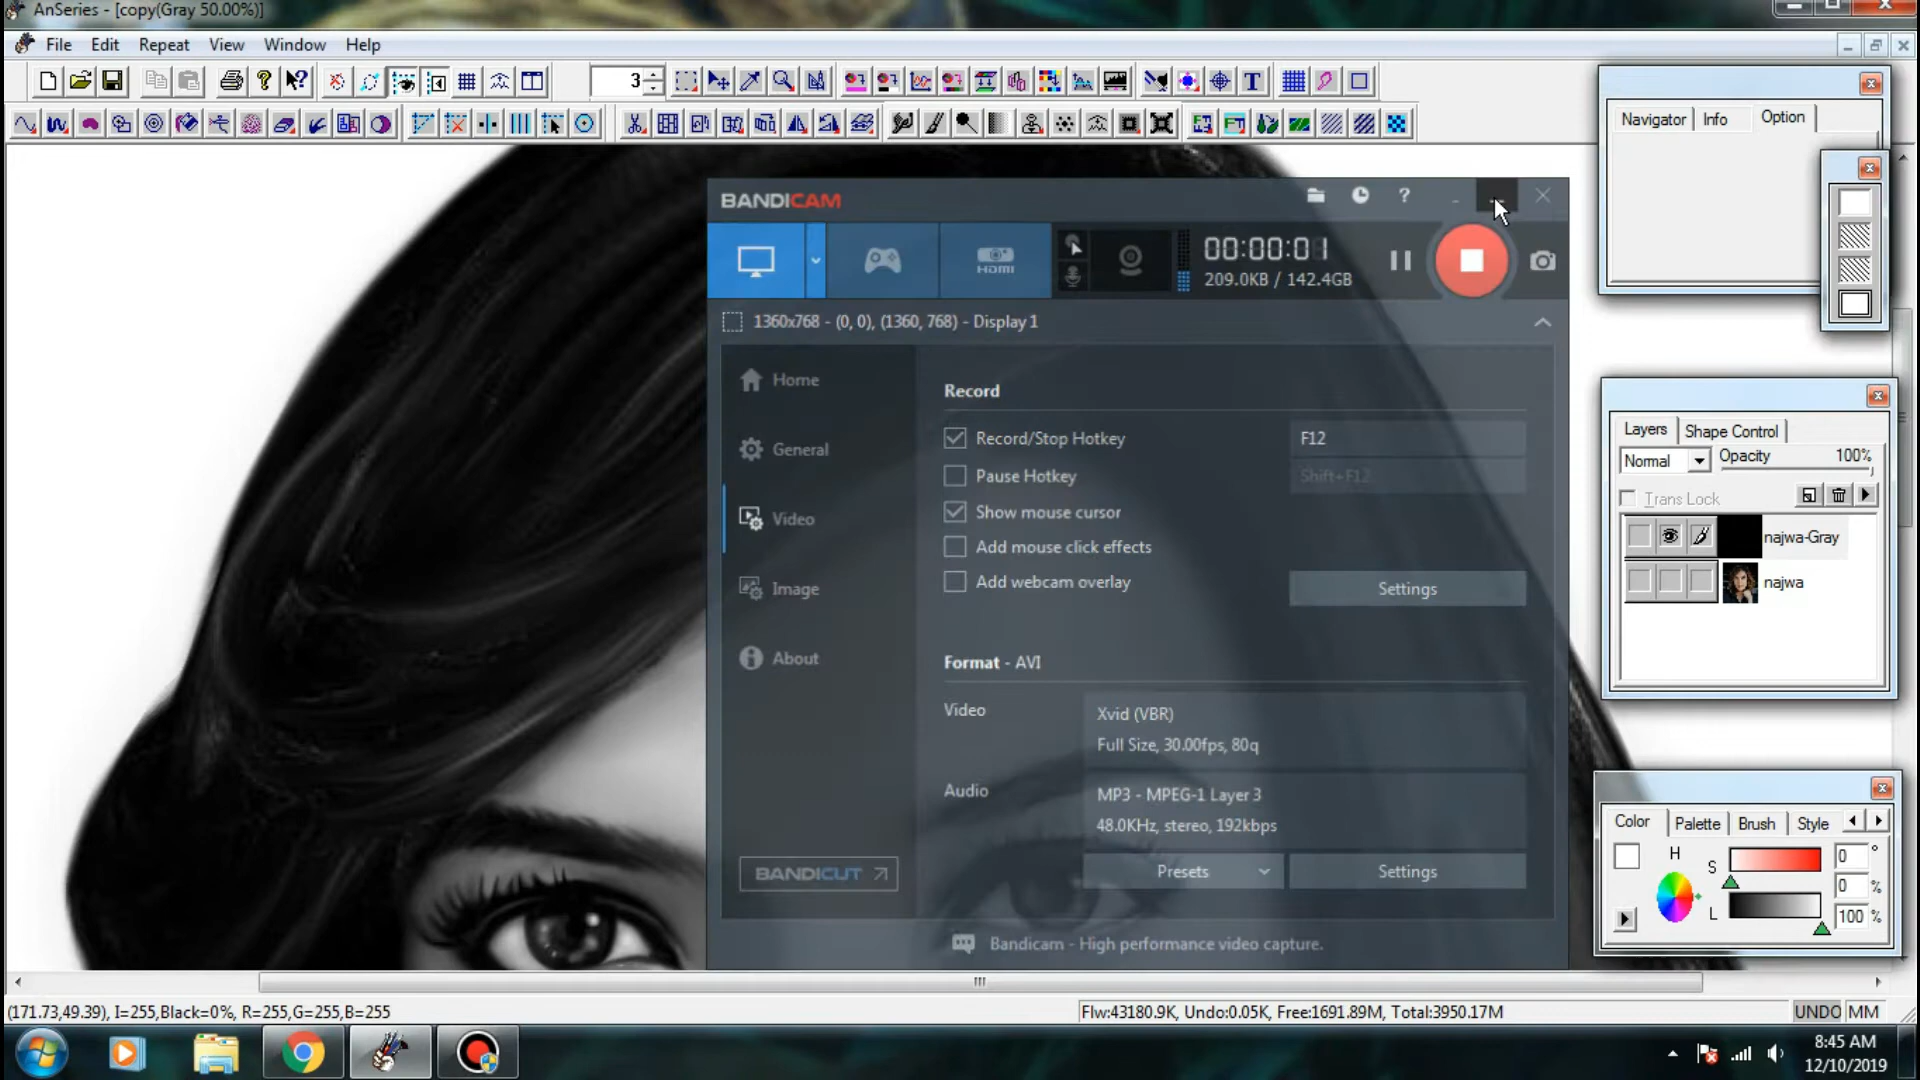 AnSeries - [copy(Gray 50.00%)]
File Edit Repeat View Window Help
3
T
Navigator Info Option
BANDICAM
?
HDMI
00:00:01
209.0KB / 142.4GB
1360x768 - (0, 0), (1360, 768) - Display 1
Home
General
Video
Image
About
BANDICUT
Record
Record/Stop Hotkey F12
Pause Hotkey Shift+F12
Show mouse cursor
Add mouse click effects
Add webcam overlay Settings
Format - AVI
Video Xvid (VBR)
Full Size, 30.00fps, 80q
Audio MP3 - MPEG-1 Layer 3
48.0KHz, stereo, 192kbps
Presets Settings
Bandicam - High performance video capture.
Layers Shape Control
Normal Opacity 100%
Trans Lock
najwa-Gray
najwa
Color Palette Brush Style
H S 0 °
0 %
L 100 %
(171.73,49.39), I=255,Black=0%, R=255,G=255,B=255
Flw:43180.9K, Undo:0.05K, Free:1691.89M, Total:3950.17M
UNDO MM
8:45 AM
12/10/2019